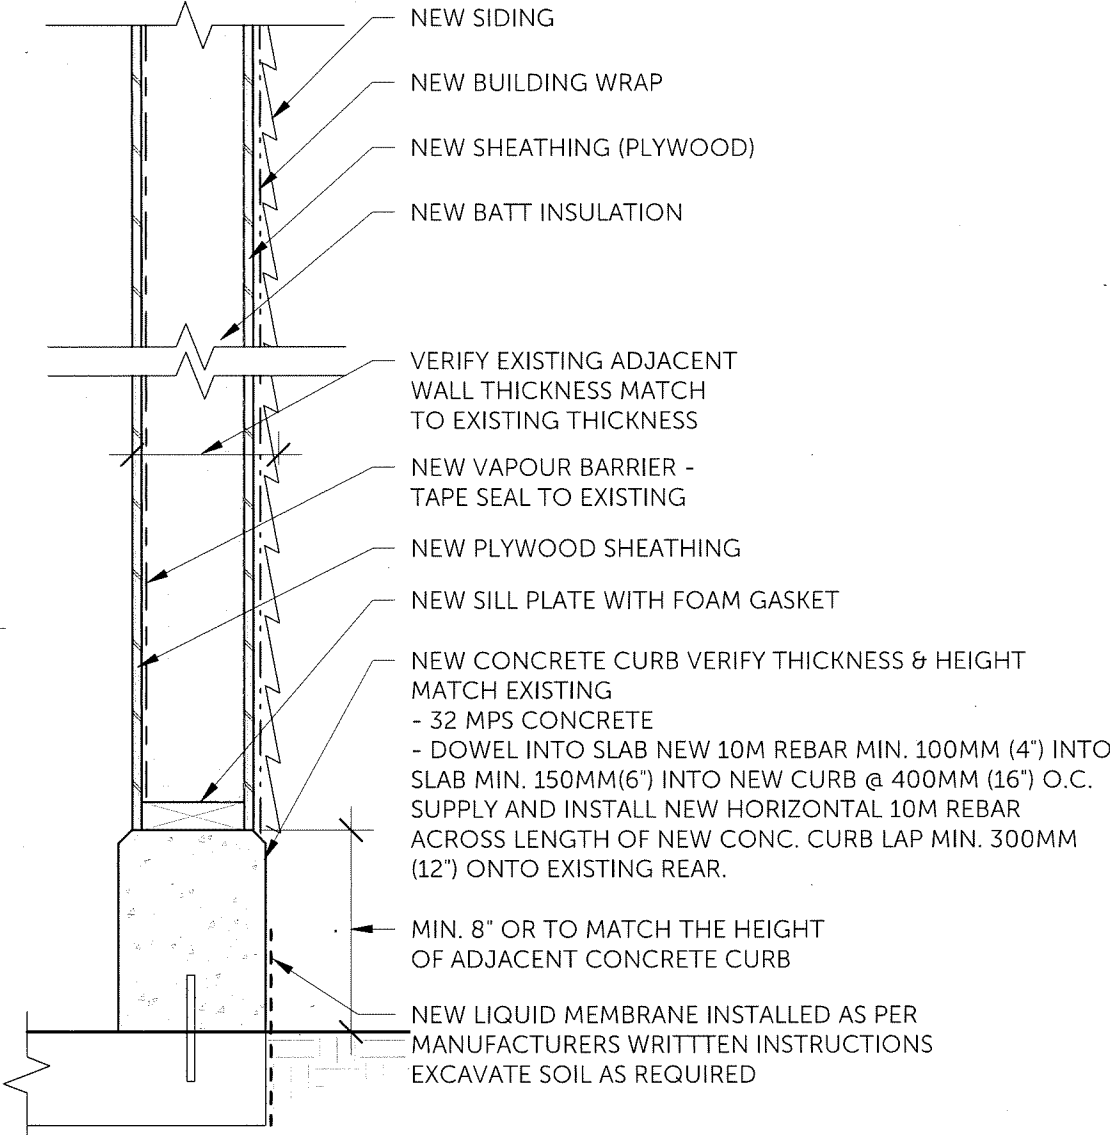 NEW SIDING
NEW BUILDING WRAP
NEW SHEATHING (PLYWOOD)
NEW BATT INSULATION
VERIFY EXISTING ADJACENT
WALL THICKNESS MATCH
TO EXISTING THICKNESS
NEW VAPOUR BARRIER -
TAPE SEAL TO EXISTING
NEW PLYWOOD SHEATHING
NEW SILL PLATE WITH FOAM GASKET
NEW CONCRETE CURB VERIFY THICKNESS & HEIGHT
MATCH EXISTING
- 32 MPS CONCRETE
- DOWEL INTO SLAB NEW 10M REBAR MIN. 100MM (4") INTO
SLAB MIN. 150MM(6") INTO NEW CURB @ 400MM (16") O.C.
SUPPLY AND INSTALL NEW HORIZONTAL 10M REBAR
ACROSS LENGTH OF NEW CONC. CURB LAP MIN. 300MM
(12") ONTO EXISTING REAR.
MIN. 8" OR TO MATCH THE HEIGHT
OF ADJACENT CONCRETE CURB
NEW LIQUID MEMBRANE INSTALLED AS PER
MANUFACTURERS WRITTTEN INSTRUCTIONS
EXCAVATE SOIL AS REQUIRED